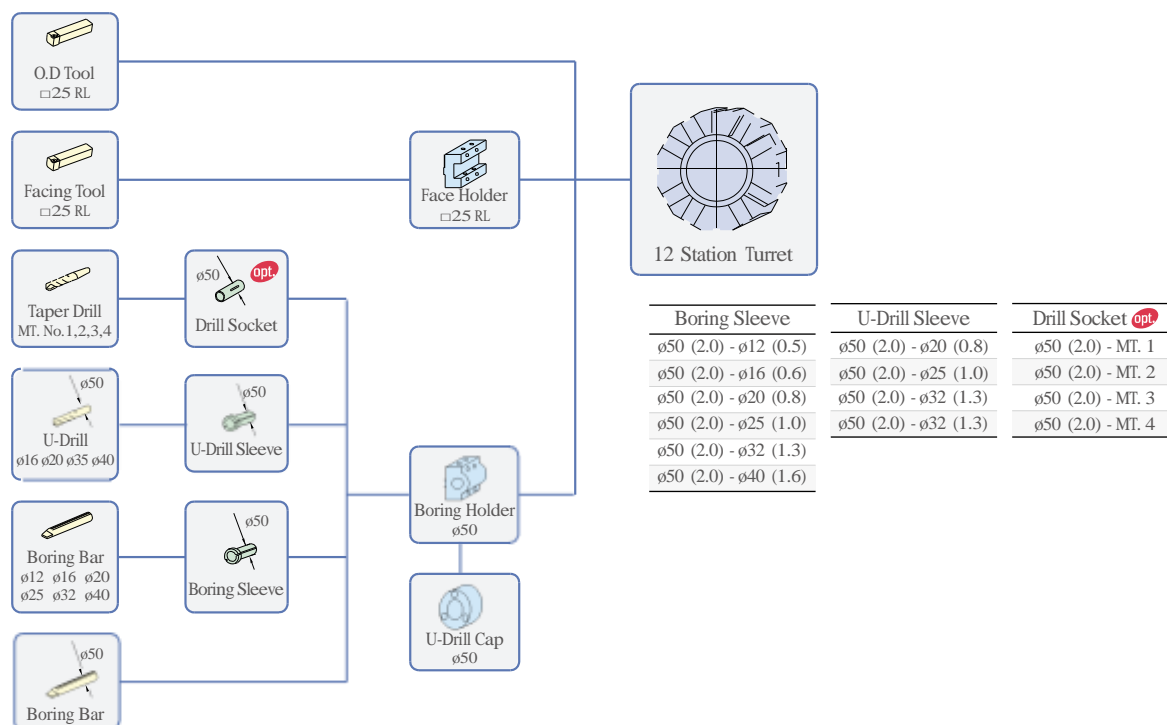 O.D Tool
□25 RL
Facing Tool
□25 RL
Face Holder
□25 RL
1
12 Station Turret
ø50
opt.
Taper Drill
MT. No.1,2,3,4
Drill Socket
ø50
U-Drill
ø16 ø20 ø35 ø40
ø50
U-Drill Sleeve
Boring Holder
ø50
Boring Bar
ø12 ø16 ø20
ø25 ø32 ø40
ø50
Boring Sleeve
U-Drill Cap
ø50
ø50
Boring Bar
Boring Sleeve
ø50 (2.0) - ø12 (0.5)
ø50 (2.0) - ø16 (0.6)
ø50 (2.0) - ø20 (0.8)
ø50 (2.0) - ø25 (1.0)
ø50 (2.0) - ø32 (1.3)
ø50 (2.0) - ø40 (1.6)
U-Drill Sleeve
ø50 (2.0) - ø20 (0.8)
ø50 (2.0) - ø25 (1.0)
ø50 (2.0) - ø32 (1.3)
ø50 (2.0) - ø32 (1.3)
Drill Socket opt.
ø50 (2.0) - MT. 1
ø50 (2.0) - MT. 2
ø50 (2.0) - MT. 3
ø50 (2.0) - MT. 4